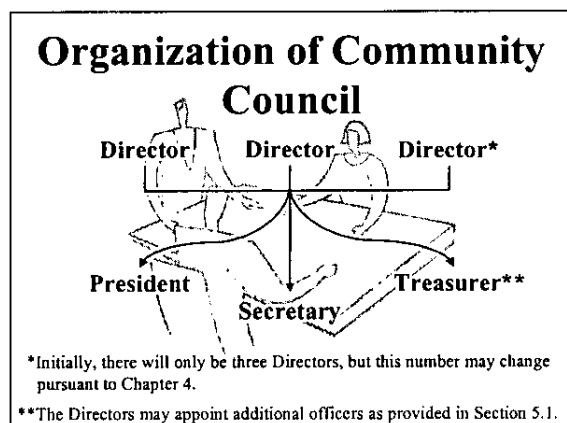 Organization of Community
Council
Director Director Director*
President Secretary Treasurer**
*Initially, there will only be three Directors, but this number may change
pursuant to Chapter 4.
**The Directors may appoint additional officers as provided in Section 5.1.